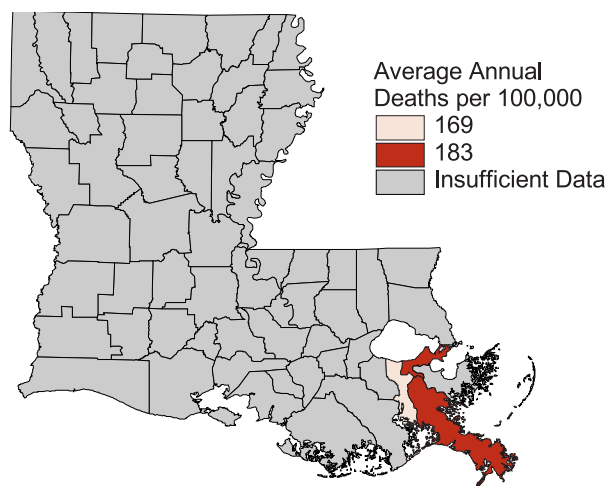 Average Annual
Deaths per 100,000
169
183
Insufficient Data